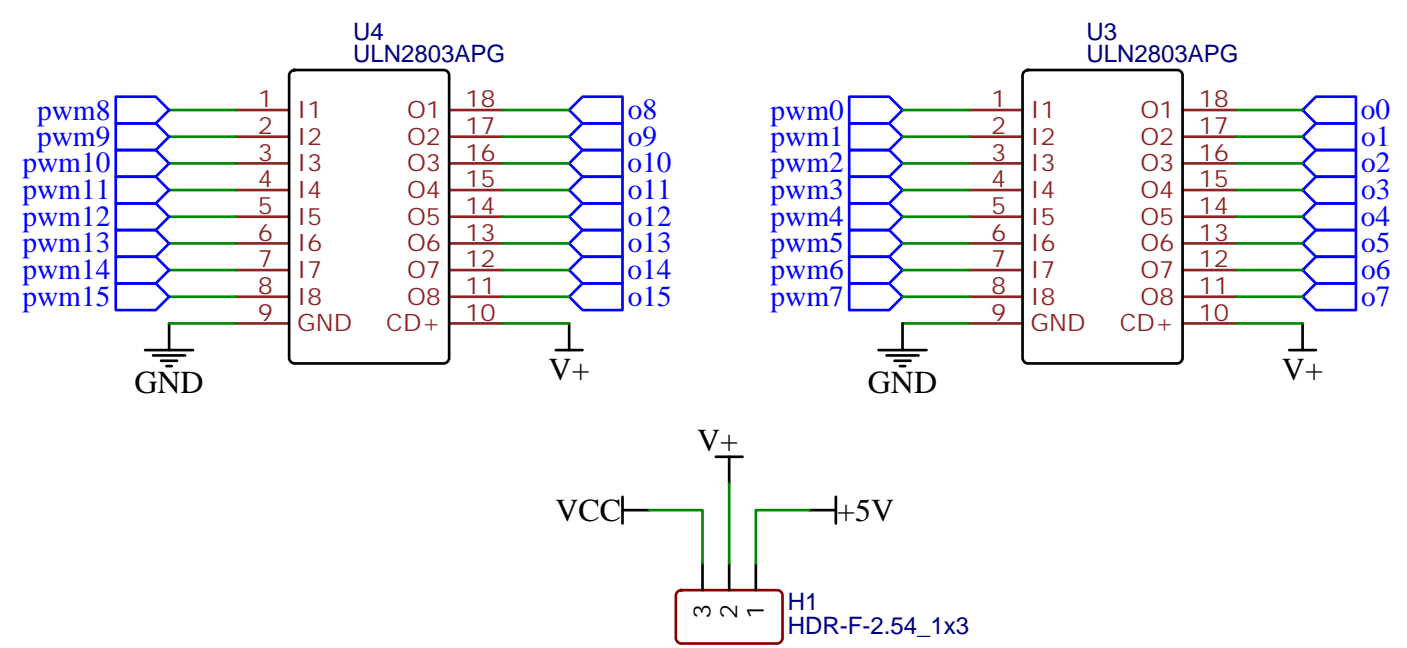 U4
ULN2803APG
pwm8 1 I1 O1 18 o8
pwm9 2 I2 O2 17 o9
pwm10 3 I3 O3 16 o10
pwm11 4 I4 O4 15 o11
pwm12 5 I5 O5 14 o12
pwm13 6 I6 O6 13 o13
pwm14 7 I7 O7 12 o14
pwm15 8 I8 O8 11 o15
9 GND CD+ 10
GND
V+
U3
ULN2803APG
pwm0 1 I1 O1 18 o0
pwm1 2 I2 O2 17 o1
pwm2 3 I3 O3 16 o2
pwm3 4 I4 O4 15 o3
pwm4 5 I5 O5 14 o4
pwm5 6 I6 O6 13 o5
pwm6 7 I7 O7 12 o6
pwm7 8 I8 O8 11 o7
9 GND CD+ 10
GND
V+
V+
VCC +5V
3 2 1
H1
HDR-F-2.54_1x3